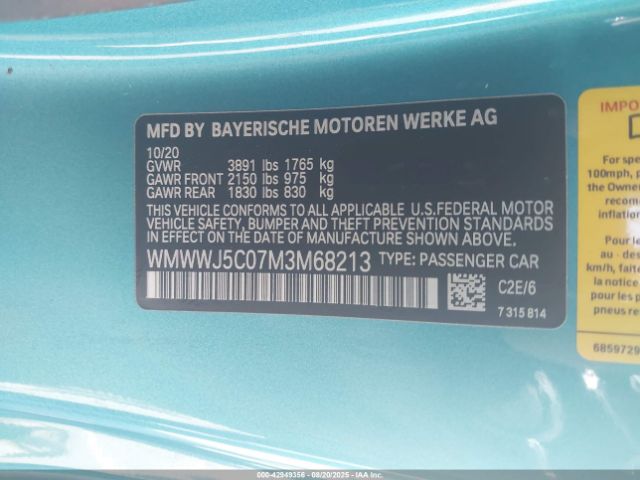 MFD BY BAYERISCHE MOTOREN WERKE AG
10/20
GVWR 3891 lbs 1765 kg
GAWR FRONT 2150 lbs 975 kg
GAWR REAR 1830 lbs 830 kg
THIS VEHICLE CONFORMS TO ALL APPLICABLE U.S.FEDERAL MOTOR
VEHICLE SAFETY, BUMPER AND THEFT PREVENTION STANDARDS
IN EFFECT ON THE DATE OF MANUFACTURE SHOWN ABOVE.
WMWWJ5C07M3M68213 TYPE: PASSENGER CAR
C2E/6
7 315 814
IMPO
For spe
100mph, p
the Owne
recom
inflation
Pour le
au-delà d
km/h, faite
pour les p
pneus re
6859729
000-42949356 - 08/20/2025 - IAA Inc.